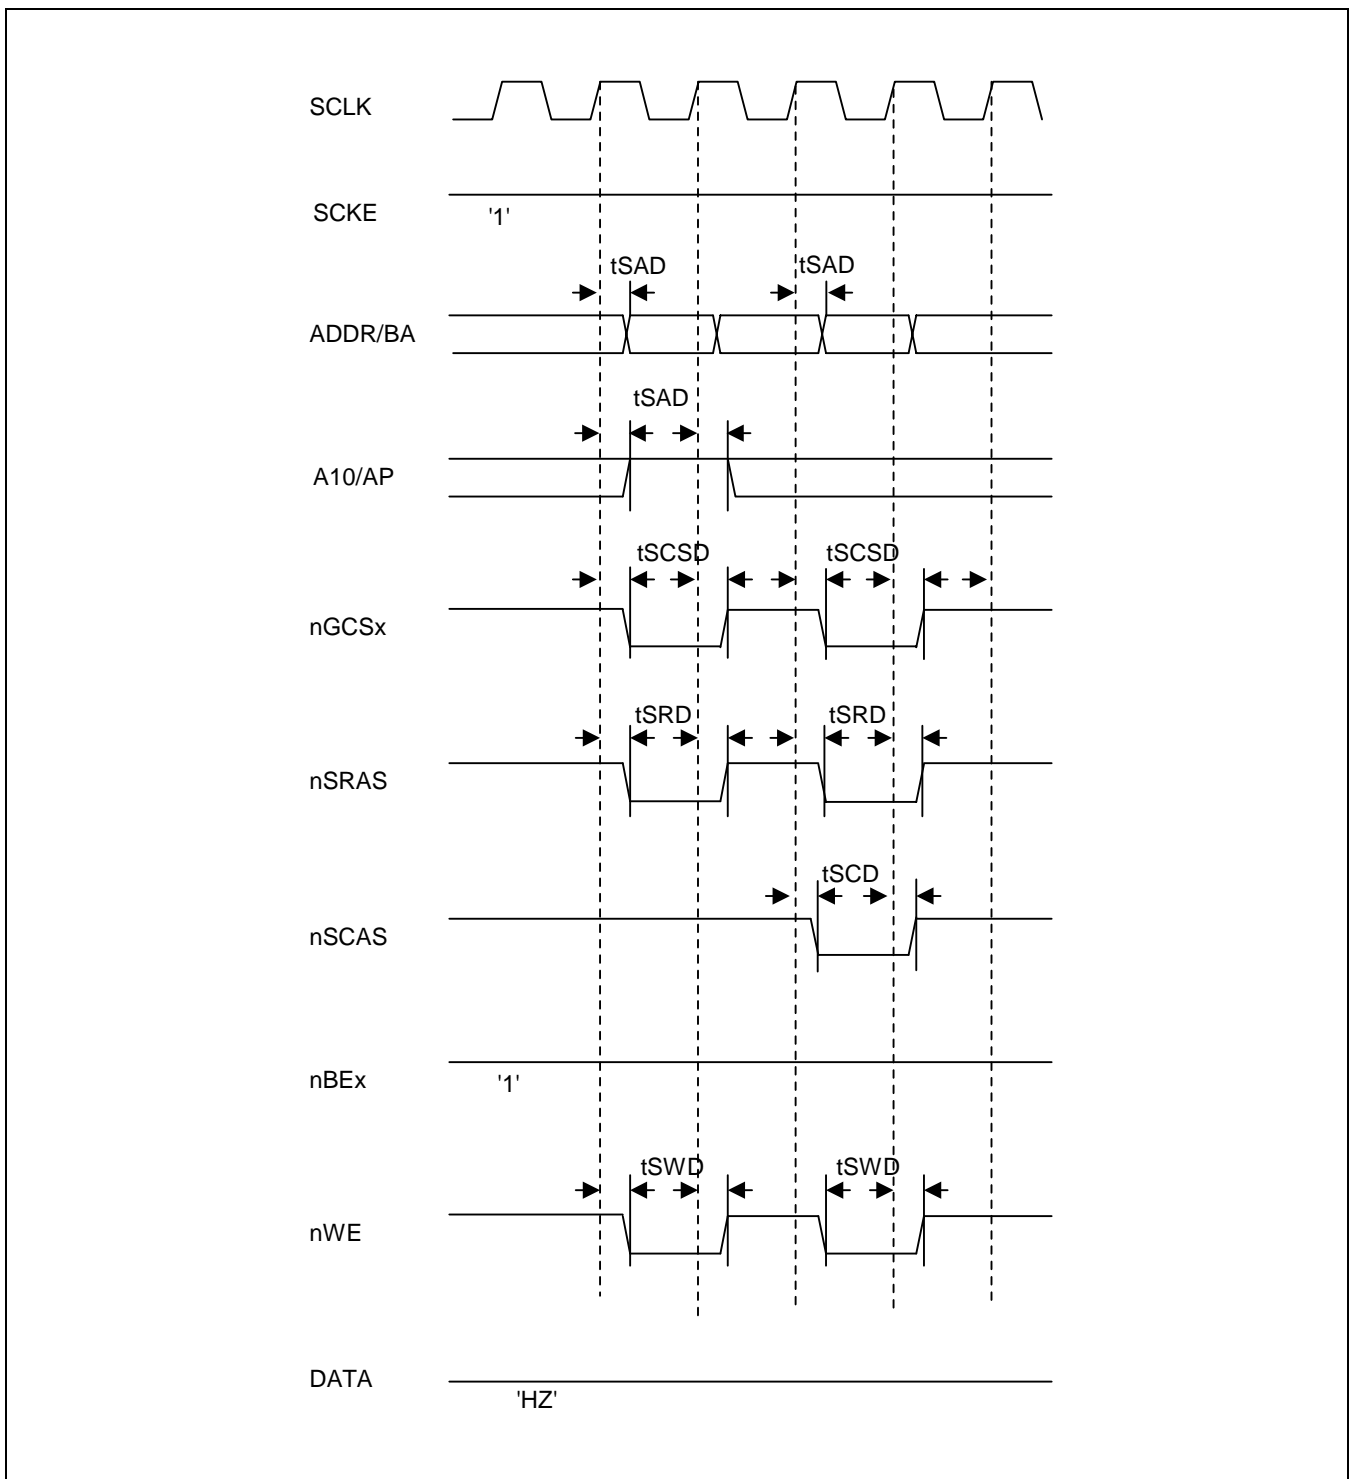 SCLK
SCKE
'1'
tSAD
tSAD
ADDR/BA
tSAD
A10/AP
tSCSD
tSCSD
nGCSx
tSRD
tSRD
nSRAS
tSCD
nSCAS
nBEx
'1'
tSWD
tSWD
nWE
DATA
'HZ'